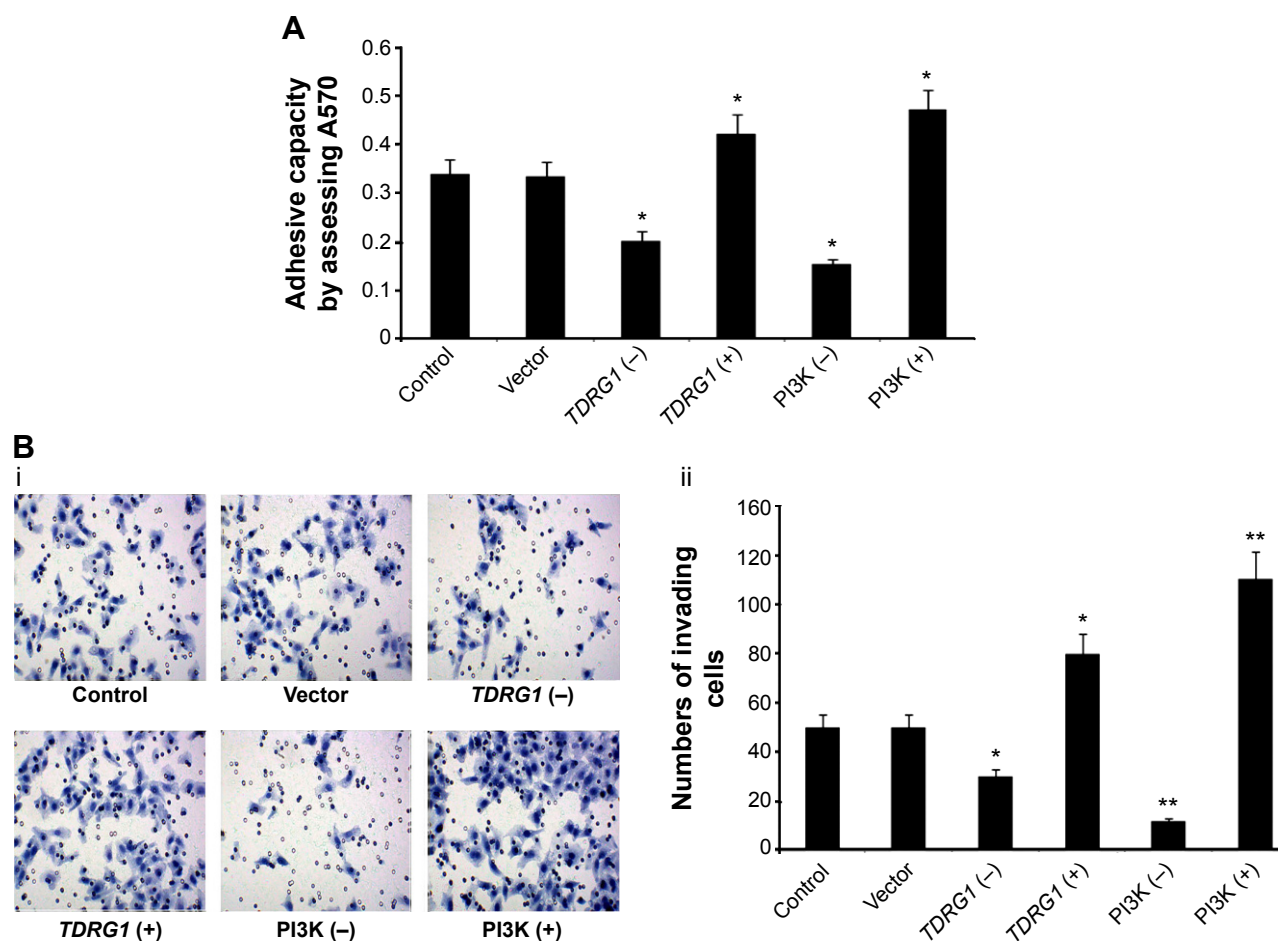 A
Adhesive capacity
by assessing A570
0.6
0.5
0.4
0.3
0.2
0.1
0
*
*
*
*
Control
Vector
TDRG1 (–)
TDRG1 (+)
PI3K (–)
PI3K (+)
B
i
Control
Vector
TDRG1 (–)
TDRG1 (+)
PI3K (–)
PI3K (+)
ii
Numbers of invading
cells
160
120
100
80
60
40
20
0
*
*
**
**
Control
Vector
TDRG1 (–)
TDRG1 (+)
PI3K (–)
PI3K (+)